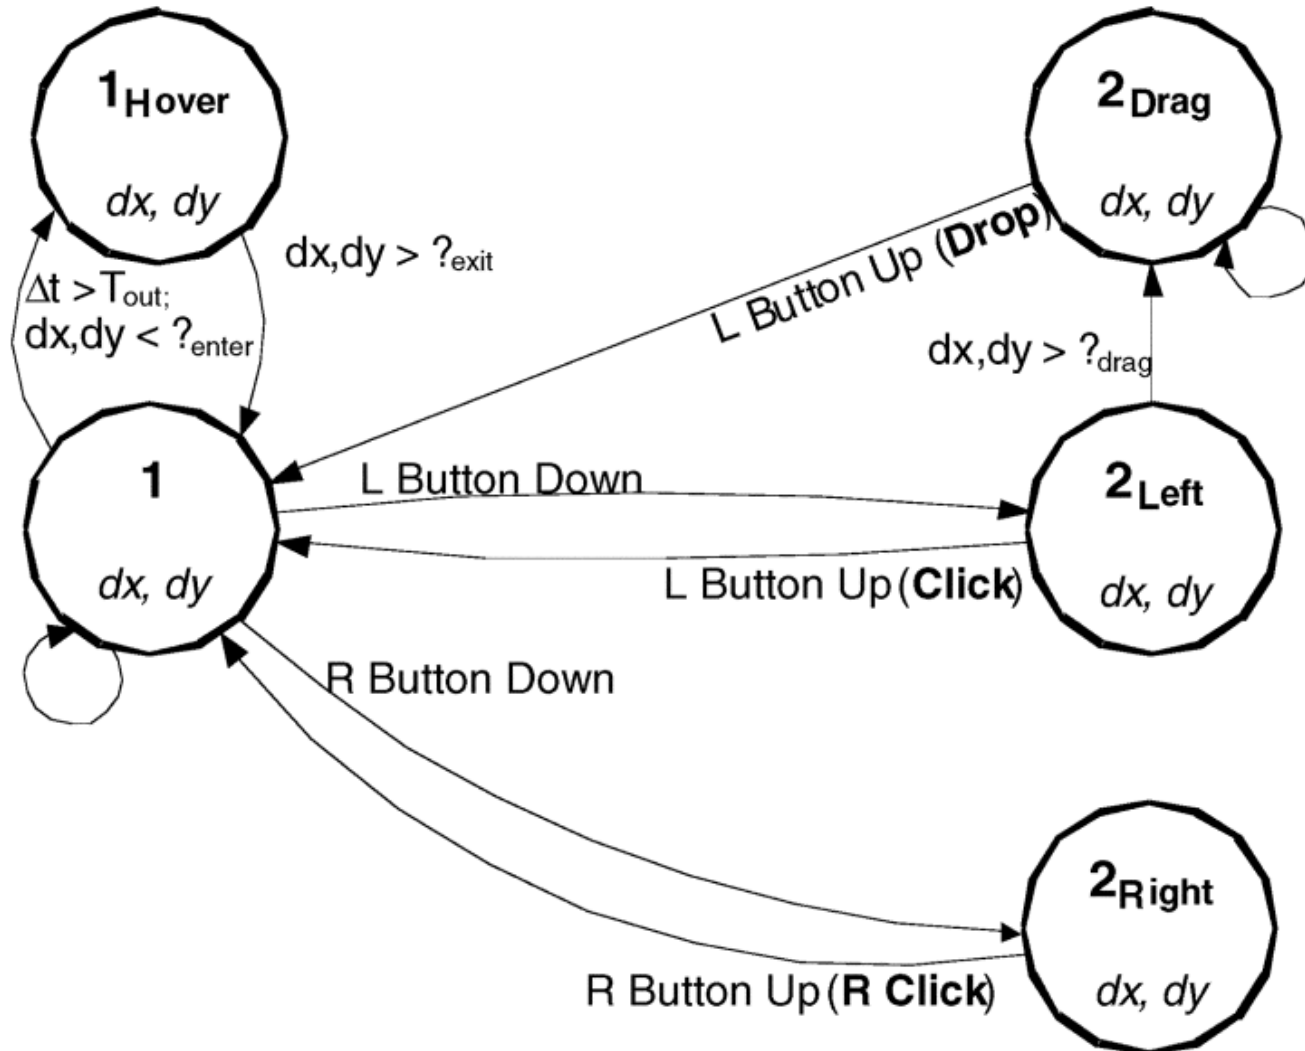 1Hover
dx, dy
2Drag
dx, dy
dx,dy > ?exit
Δt >Tout;
dx,dy < ?enter
L Button Up (Drop)
dx,dy > ?drag
1
dx, dy
L Button Down
2Left
dx, dy
L Button Up (Click)
R Button Down
2Right
dx, dy
R Button Up (R Click)